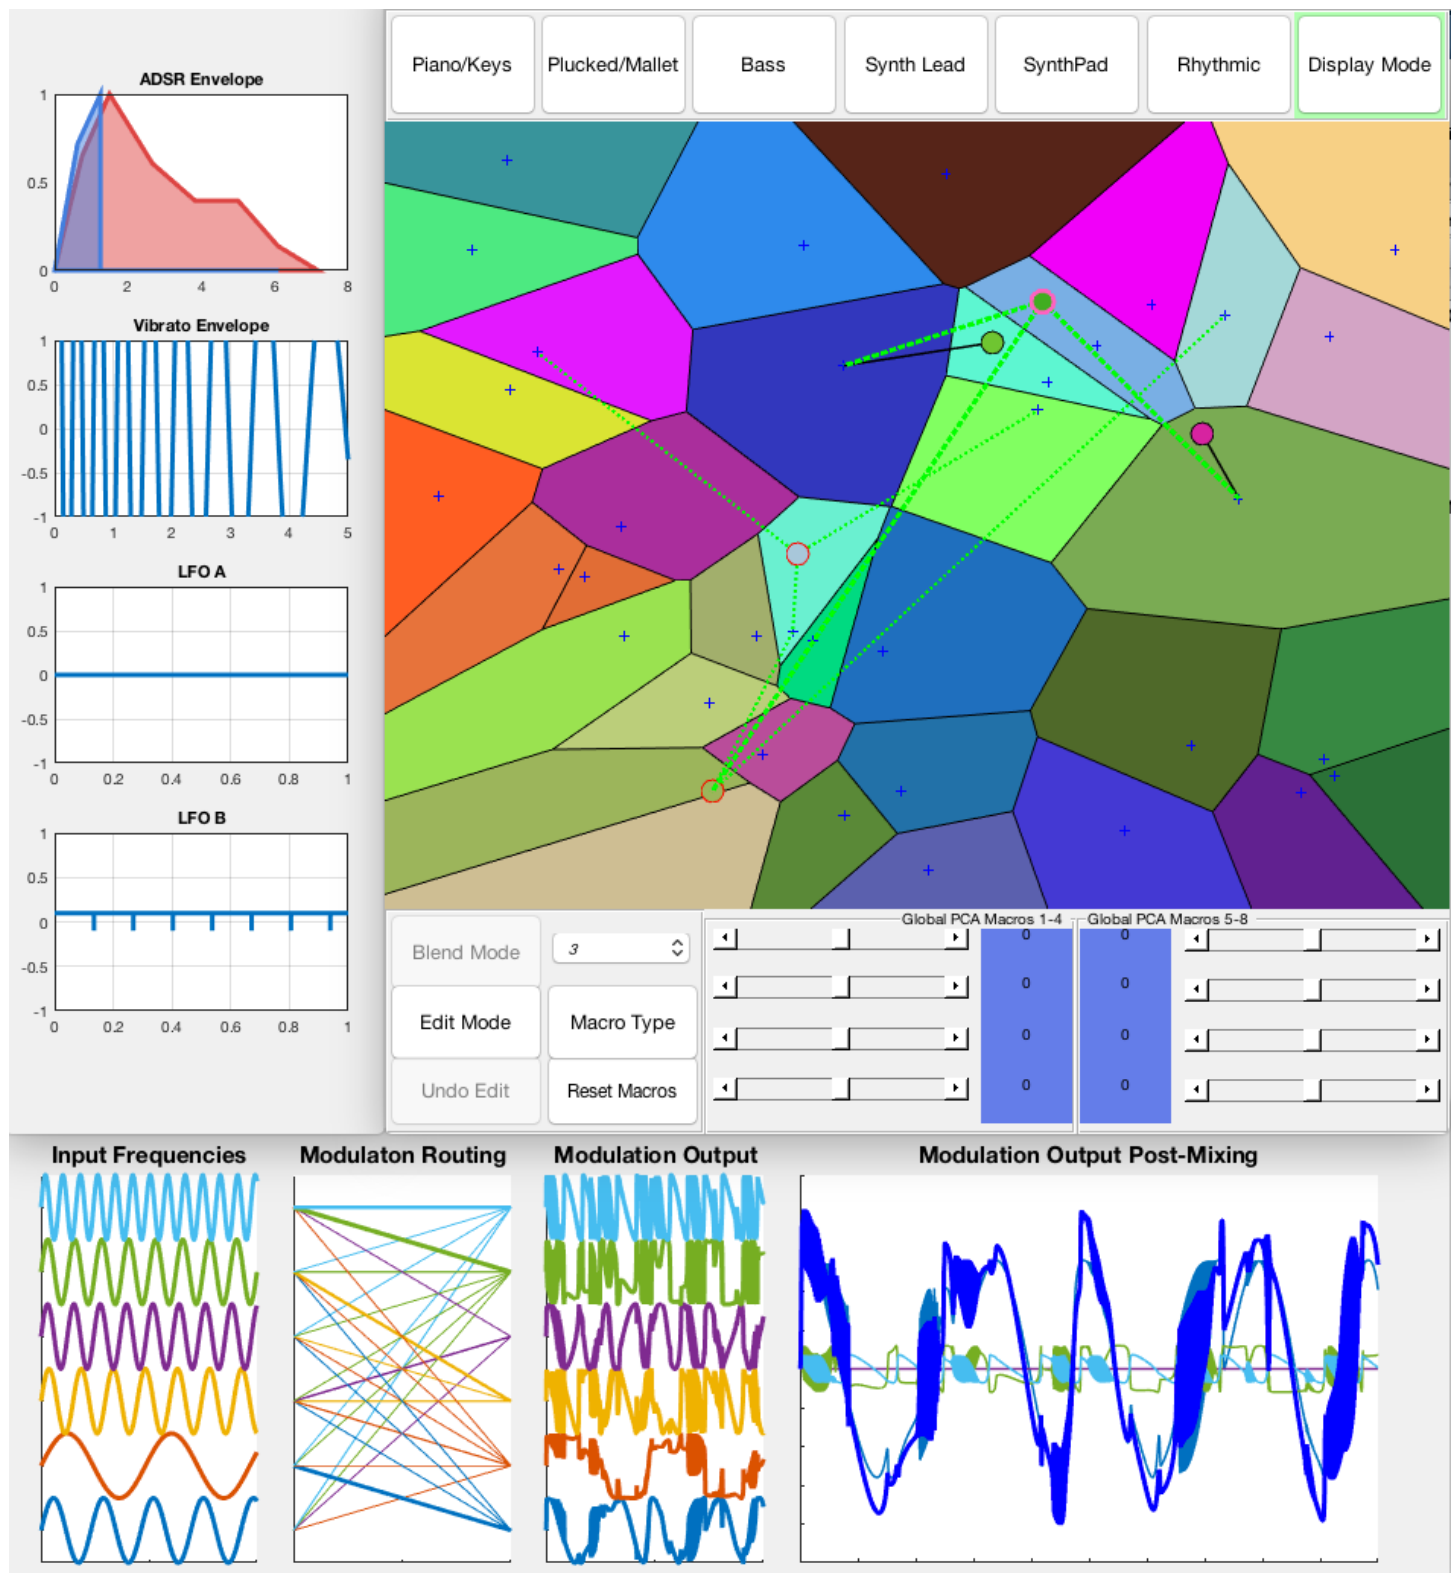 Piano/Keys Plucked/Mallet Bass Synth Lead SynthPad Rhythmic Display Mode
ADSR Envelope
1
0.5
0
0 2 4 6 8
Vibrato Envelope
1
0.5
0
-0.5
-1
0 1 2 3 4 5
LFO A
1
0.5
0
-0.5
-1
0 0.2 0.4 0.6 0.8 1
LFO B
1
0.5
0
-0.5
-1
0 0.2 0.4 0.6 0.8 1
Global PCA Macros 1-4 Global PCA Macros 5-8
Blend Mode 3
Edit Mode Macro Type
Undo Edit Reset Macros
0 0
0 0
0 0
0 0
Input Frequencies Modulaton Routing Modulation Output Modulation Output Post-Mixing